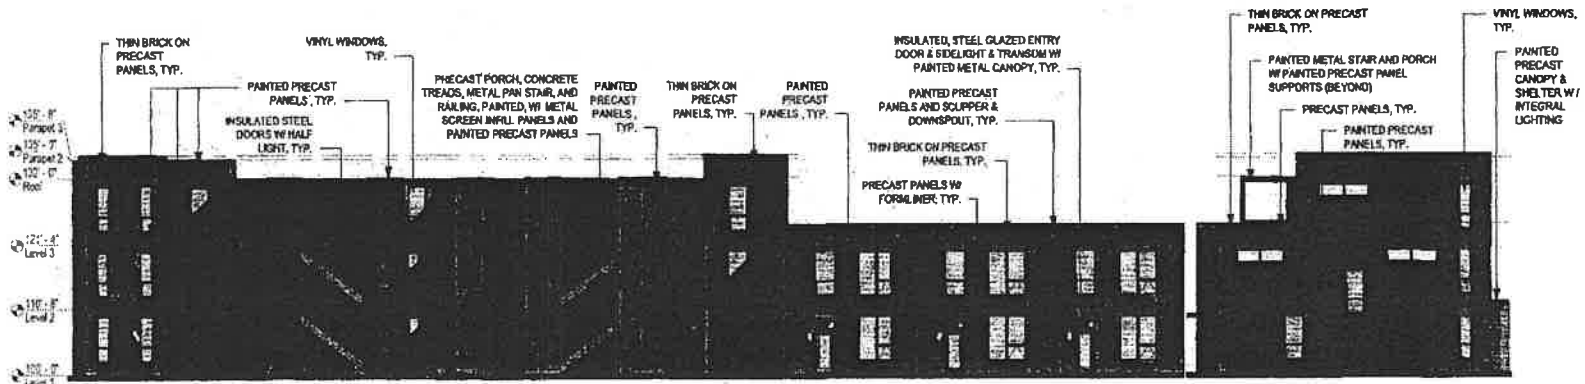 THIN BRICK ON
PRECAST
PANELS, TYP.
VINYL WINDOWS,
TYP.
PAINTED PRECAST
PANELS, TYP.
INSULATED STEEL
DOORS W/ HALF
LIGHT, TYP.
PRECAST PORCH, CONCRETE
TREADS, METAL PAN STAIR, AND
RAILING, PAINTED, W/ METAL
SCREEN INFILL PANELS AND
PAINTED PRECAST PANELS
PAINTED
PRECAST
PANELS,
TYP.
THIN BRICK ON
PRECAST
PANELS, TYP.
PAINTED
PRECAST
PANELS, TYP.
INSULATED, STEEL GLAZED ENTRY
DOOR & SIDELIGHT & TRANSOM W/
PAINTED METAL CANOPY, TYP.
PAINTED PRECAST
PANELS AND SCUPPER &
DOWNSPOUT, TYP.
THIN BRICK ON
PRECAST
PANELS, TYP.
PRECAST PANELS W/
FORMLINER, TYP.
THIN BRICK ON PRECAST
PANELS, TYP.
PAINTED METAL STAIR AND PORCH
W/ PAINTED PRECAST PANEL
SUPPORTS (BEYOND)
PRECAST PANELS, TYP.
PAINTED PRECAST
PANELS, TYP.
VINYL WINDOWS,
TYP.
PAINTED
PRECAST
CANOPY &
SHELTER W/
INTEGRAL
LIGHTING
Parapet
Parapet 2
Roof
Level 3
110' - 8"
Level 2
100' - 0"